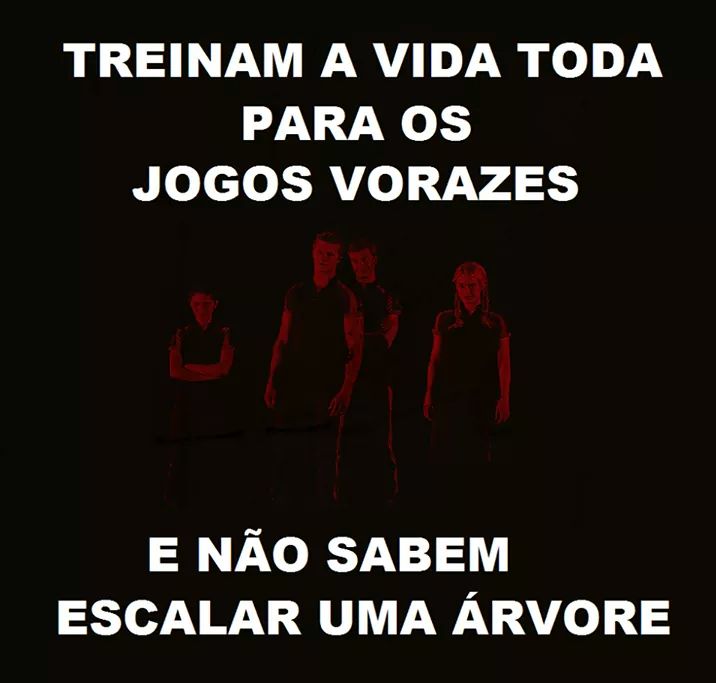 TREINAM A VIDA TODA
PARA OS
JOGOS VORAZES
E NÃO SABEM
ESCALAR UMA ÁRVORE